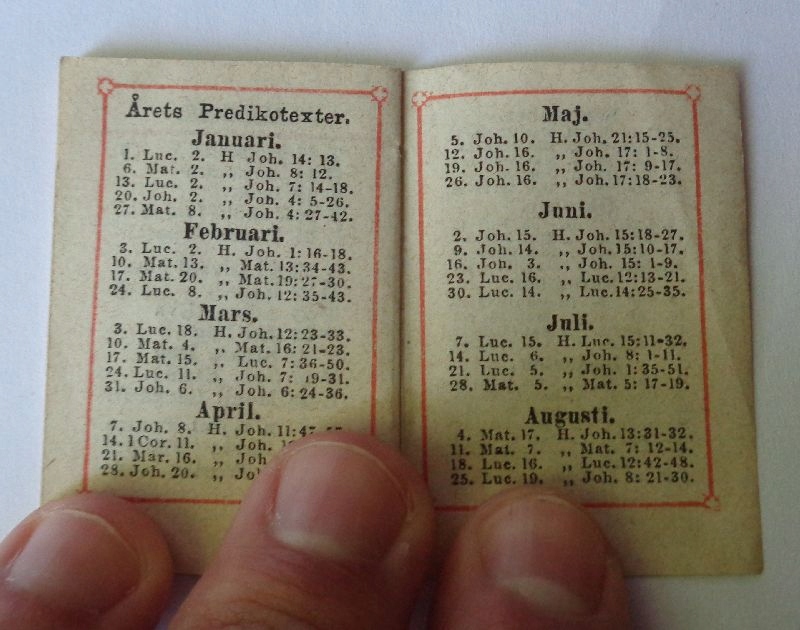 Årets Predikotexter.
Januari.
1. Luc. 2. H Joh. 14: 13.
6. Mat. 2. „ Joh. 8: 12.
13. Luc. 2. „ Joh. 7: 14-18.
20. Joh. 2. „ Joh. 4: 5-26.
27. Mat. 8. „ Joh. 4: 27-42.
Februari.
3. Luc. 2. H. Joh. 1: 16-18.
10. Mat. 13. „ Mat. 13: 34-43.
17. Mat. 20. „ Mat. 19: 27-30.
24. Luc. 8. „ Joh. 12: 35-43.
Mars.
3. Luc. 18. H. Joh. 12: 23-33.
10. Mat. 4. „ Mat. 16: 21-23.
17. Mat. 15. „ Luc. 7: 36-50.
24. Luc. 11. „ Joh. 7: 19-31.
31. Joh. 6. „ Joh. 6: 24-36.
April.
7. Joh. 8. H. Joh. 11: 47-
14. 1 Cor. 11. „ Joh.
21. Mar. 16. „ Joh
28. Joh. 20. „
Maj.
5. Joh. 10. H. Joh. 21: 15-25.
12. Joh. 16. „ Joh. 17: 1-8.
19. Joh. 16. „ Joh. 17: 9-17.
26. Joh. 16. „ Joh. 17: 18-23.
Juni.
2. Joh. 15. H. Joh. 15: 18-27.
9. Joh. 14. „ Joh. 15: 10-17.
16. Joh. 3. „ Joh. 15: 1-9.
23. Luc. 16. „ Luc. 12: 13-21.
30. Luc. 14. „ Luc. 14: 25-35.
Juli.
7. Luc. 15. H. Luc. 15: 11-32.
14. Luc. 6. „ Joh. 8: 1-11.
21. Luc. 5. „ Joh. 1: 35-51.
28. Mat. 5. „ Mat. 5: 17-19.
Augusti.
4. Mat. 17. H. Joh. 13: 31-32.
11. Mat. 7. „ Mat. 7: 12-14.
18. Luc. 16. „ Luc. 12: 42-48.
25. Luc. 19. „ Joh. 8: 21-30.